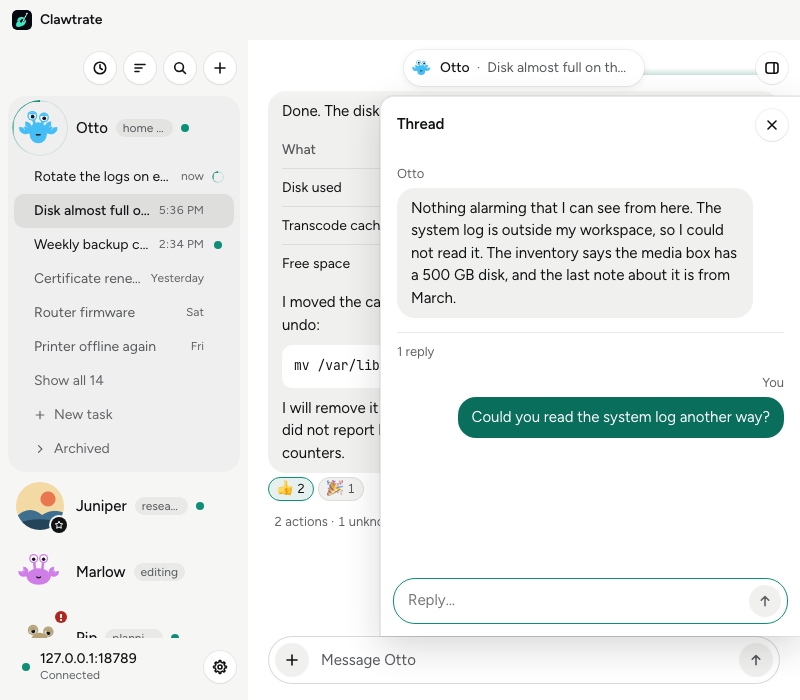 Clawtrate
Otto · Disk almost full on th...
Otto home ...
Rotate the logs on e... now
Disk almost full o... 5:36 PM
Weekly backup c... 2:34 PM
Certificate rene... Yesterday
Router firmware Sat
Printer offline again Fri
Show all 14
+ New task
Archived
Juniper resea...
Marlow editing
Pip planni...
127.0.0.1:18789
Connected
Done. The disk
What
Disk used
Transcode cach
Free space
I moved the ca
undo:
mv /var/lib
I will remove it
did not report
counters.
👍 2 🎉 1
2 actions · 1 unkno
Message Otto
Thread
Otto
Nothing alarming that I can see from here. The
system log is outside my workspace, so I could
not read it. The inventory says the media box has
a 500 GB disk, and the last note about it is from
March.
1 reply
You
Could you read the system log another way?
Reply...